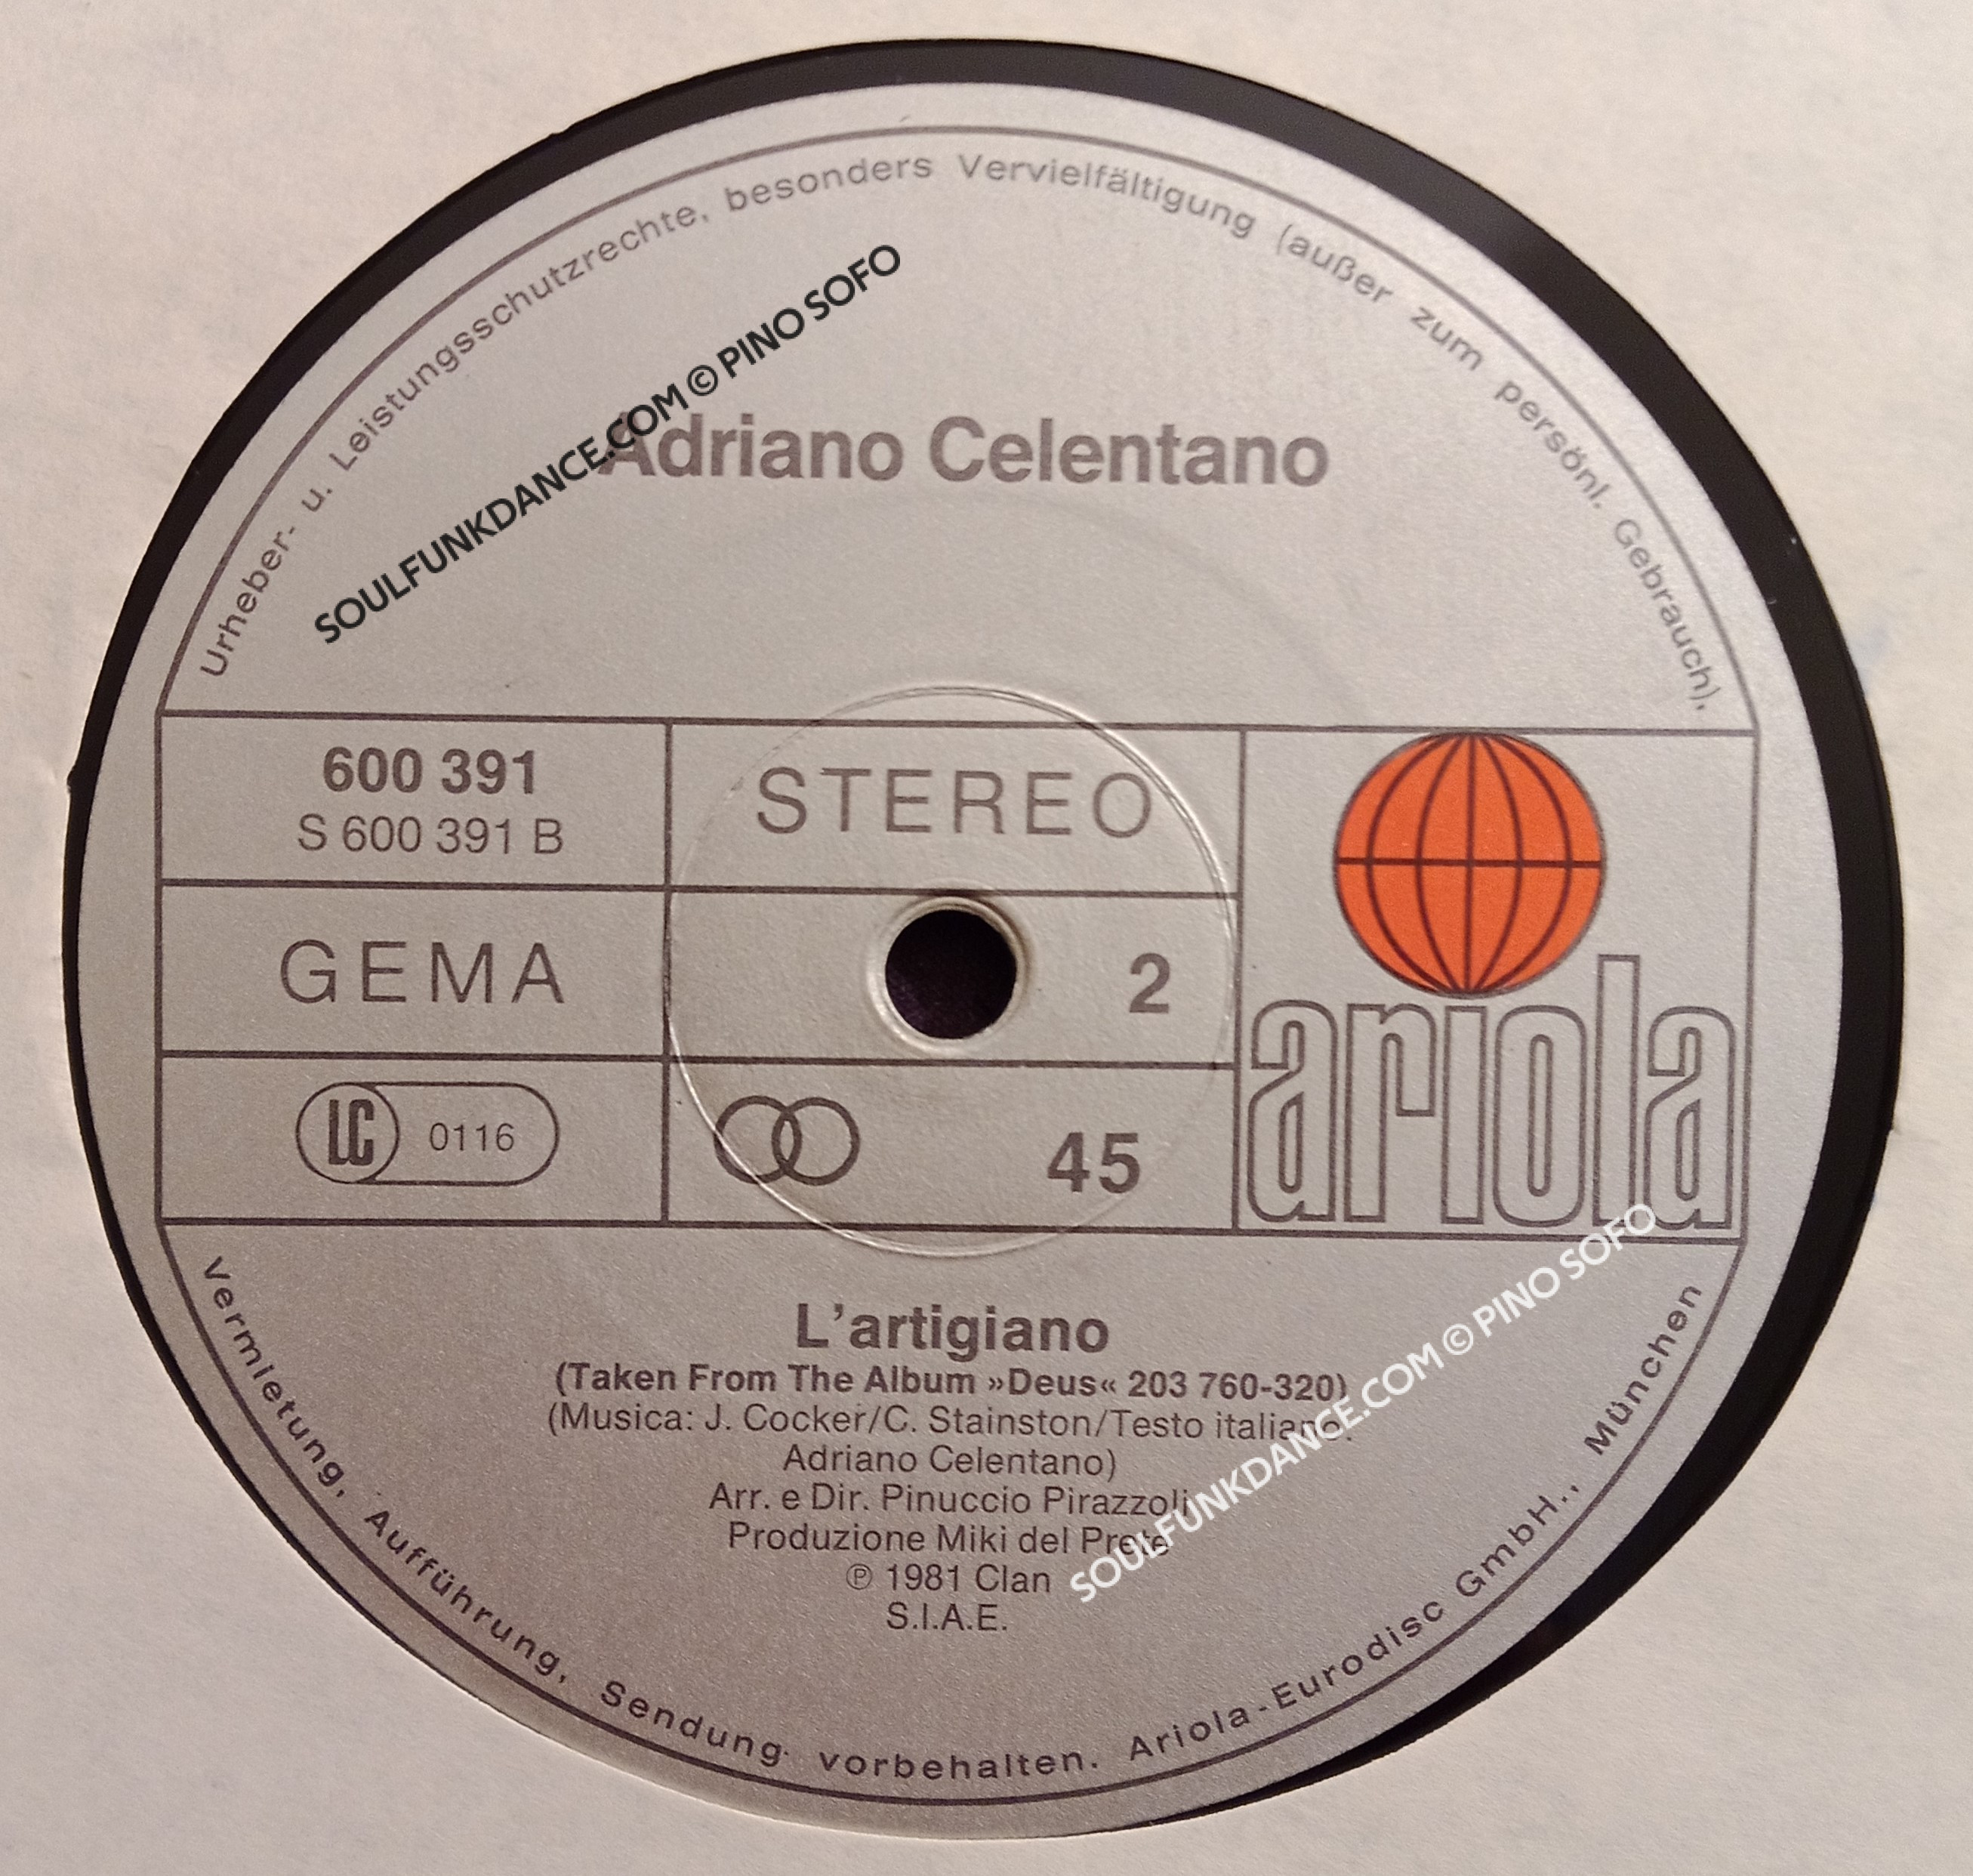 Urheber- u. Leistungsschutzrechte, besonders Vervielfältigung (außer zum persönl. Gebrauch),
SOULFUNKDANCE.COM © PINO SOFO
Adriano Celentano
600 391
S 600 391 B
STEREO
GEMA
2
LC 0116
45
ariola
L'artigiano
(Taken From The Album »Deus« 203 760-320)
(Musica: J. Cocker/C. Stainston/Testo italiano:
Adriano Celentano)
Arr. e Dir. Pinuccio Pirazzoli
Produzione Miki del Prete
℗ 1981 Clan
S.I.A.E.
SOULFUNKDANCE.COM © PINO SOFO
Vermietung, Aufführung, Sendung vorbehalten. Ariola-Eurodisc GmbH., München